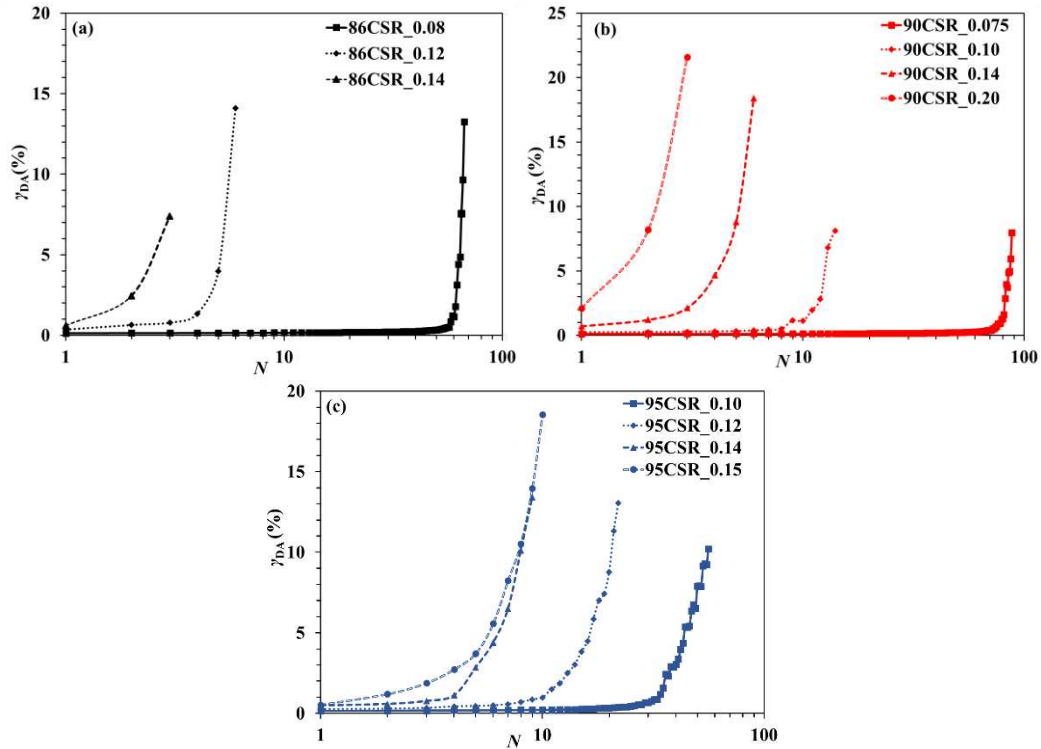 (a)
20
15
10
5
0
γDA (%)
1
10
100
N
86CSR_0.08
86CSR_0.12
86CSR_0.14
(b)
25
20
15
10
5
0
γDA (%)
1
10
100
N
90CSR_0.075
90CSR_0.10
90CSR_0.14
90CSR_0.20
(c)
20
15
10
5
0
γDA (%)
1
10
100
N
95CSR_0.10
95CSR_0.12
95CSR_0.14
95CSR_0.15